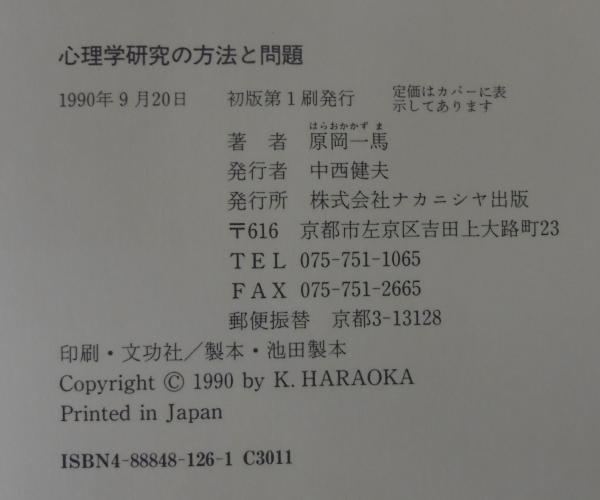 心理学研究の方法と問題
1990年9月20日 初版第1刷発行 定価はカバーに表
示してあります
はらおかかずま
著者 原岡一馬
発行者 中西健夫
発行所 株式会社ナカニシヤ出版
〒616 京都市左京区吉田上大路町23
TEL 075-751-1065
FAX 075-751-2665
郵便振替 京都3-13128
印刷・文功社／製本・池田製本
Copyright © 1990 by K. HARAOKA
Printed in Japan
ISBN4-88848-126-1 C3011